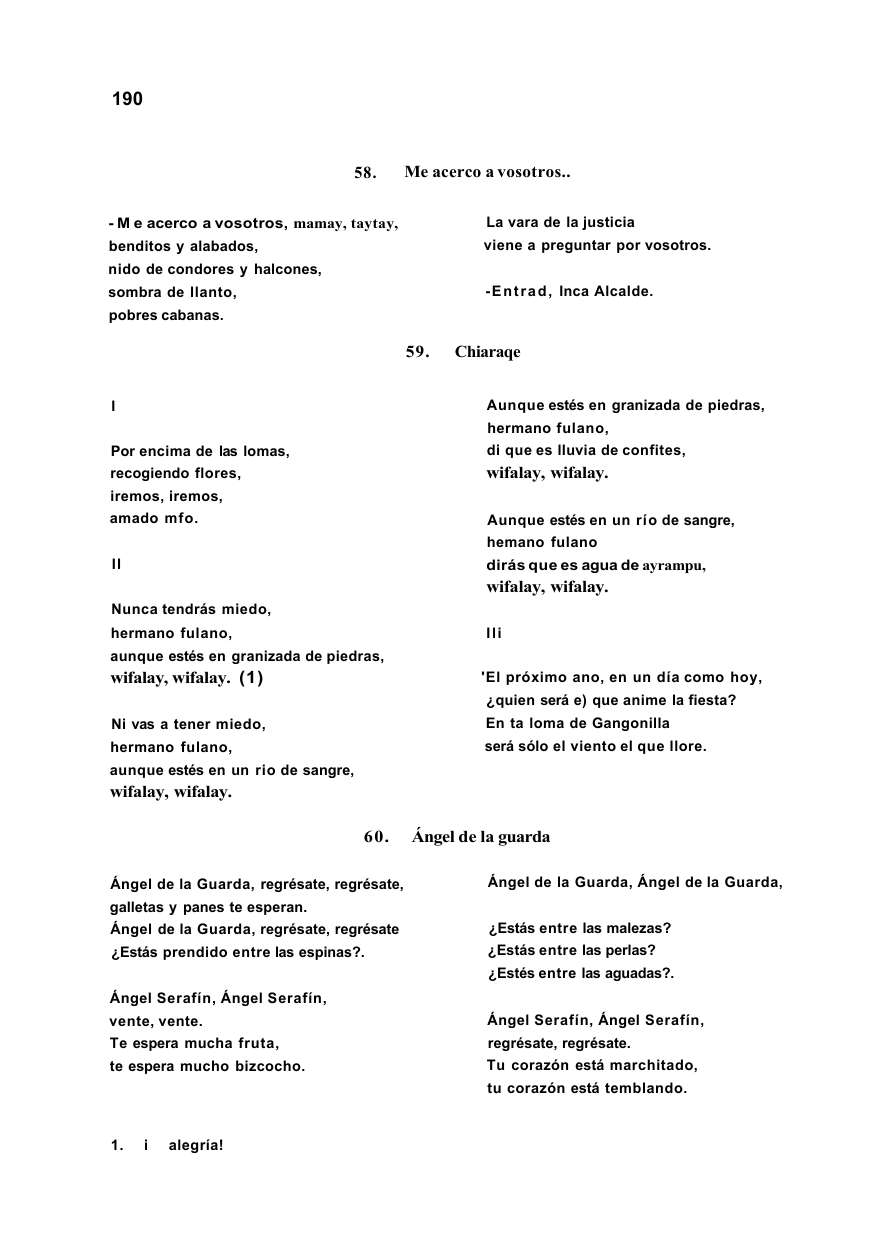 190
58. Me acerco a vosotros..
- M e acerco a vosotros, mamay, taytay,
benditos y alabados,
nido de condores y halcones,
sombra de llanto,
pobres cabanas.
La vara de la justicia
viene a preguntar por vosotros.
-Entrad, Inca Alcalde.
59. Chiaraqe
I
Por encima de las lomas,
recogiendo flores,
iremos, iremos,
amado mfo.
II
Nunca tendrás miedo,
hermano fulano,
aunque estés en granizada de piedras,
wifalay, wifalay. (1)
Ni vas a tener miedo,
hermano fulano,
aunque estés en un rio de sangre,
wifalay, wifalay.
Aunque estés en granizada de piedras,
hermano fulano,
di que es lluvia de confites,
wifalay, wifalay.
Aunque estés en un río de sangre,
hemano fulano
dirás que es agua de ayrampu,
wifalay, wifalay.
Ili
'El próximo ano, en un día como hoy,
¿quien será e) que anime la fiesta?
En ta loma de Gangonilla
será sólo el viento el que llore.
60. Ángel de la guarda
Ángel de la Guarda, regrésate, regrésate,
galletas y panes te esperan.
Ángel de la Guarda, regrésate, regrésate
¿Estás prendido entre las espinas?.
Ángel Serafín, Ángel Serafín,
vente, vente.
Te espera mucha fruta,
te espera mucho bizcocho.
Ángel de la Guarda, Ángel de la Guarda,
¿Estás entre las malezas?
¿Estás entre las perlas?
¿Estés entre las aguadas?.
Ángel Serafín, Ángel Serafín,
regrésate, regrésate.
Tu corazón está marchitado,
tu corazón está temblando.
1. i alegría!